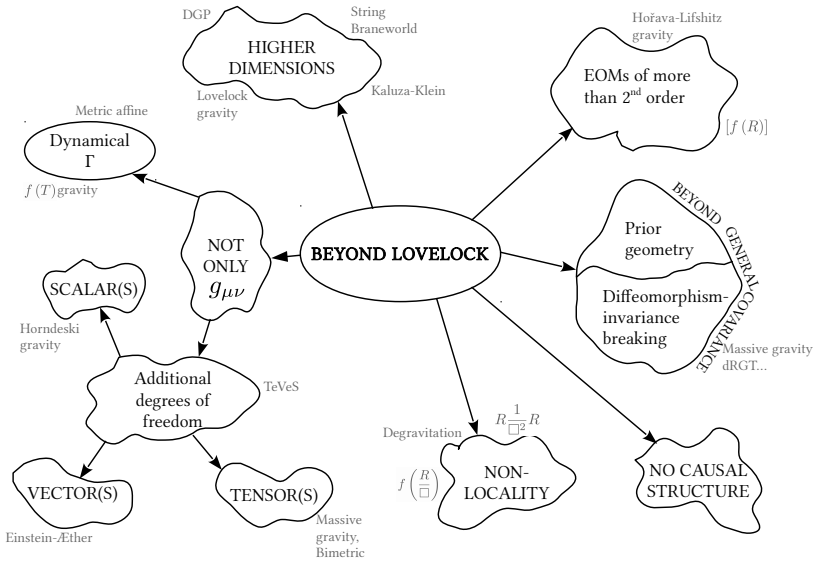 DGP
String
Braneworld
HIGHER
DIMENSIONS
Lovelock
gravity
Kaluza-Klein
Hořava-Lifshitz
gravity
EOMs of more
than 2nd order
[f (R)]
Metric affine
Dynamical
Γ
f (T)gravity
NOT
ONLY
gμν
BEYOND LOVELOCK
BEYOND GENERAL-COVARIANCE
Prior
geometry
Diffeomorphism-
invariance
breaking
Massive gravity
dRGT...
SCALAR(S)
Horndeski
gravity
Additional
degrees of
freedom
TeVeS
VECTOR(S)
Einstein-Æther
TENSOR(S)
Massive
gravity,
Bimetric
Degravitation
R 1/□² R
f (R/□)
NON-
LOCALITY
NO CAUSAL
STRUCTURE